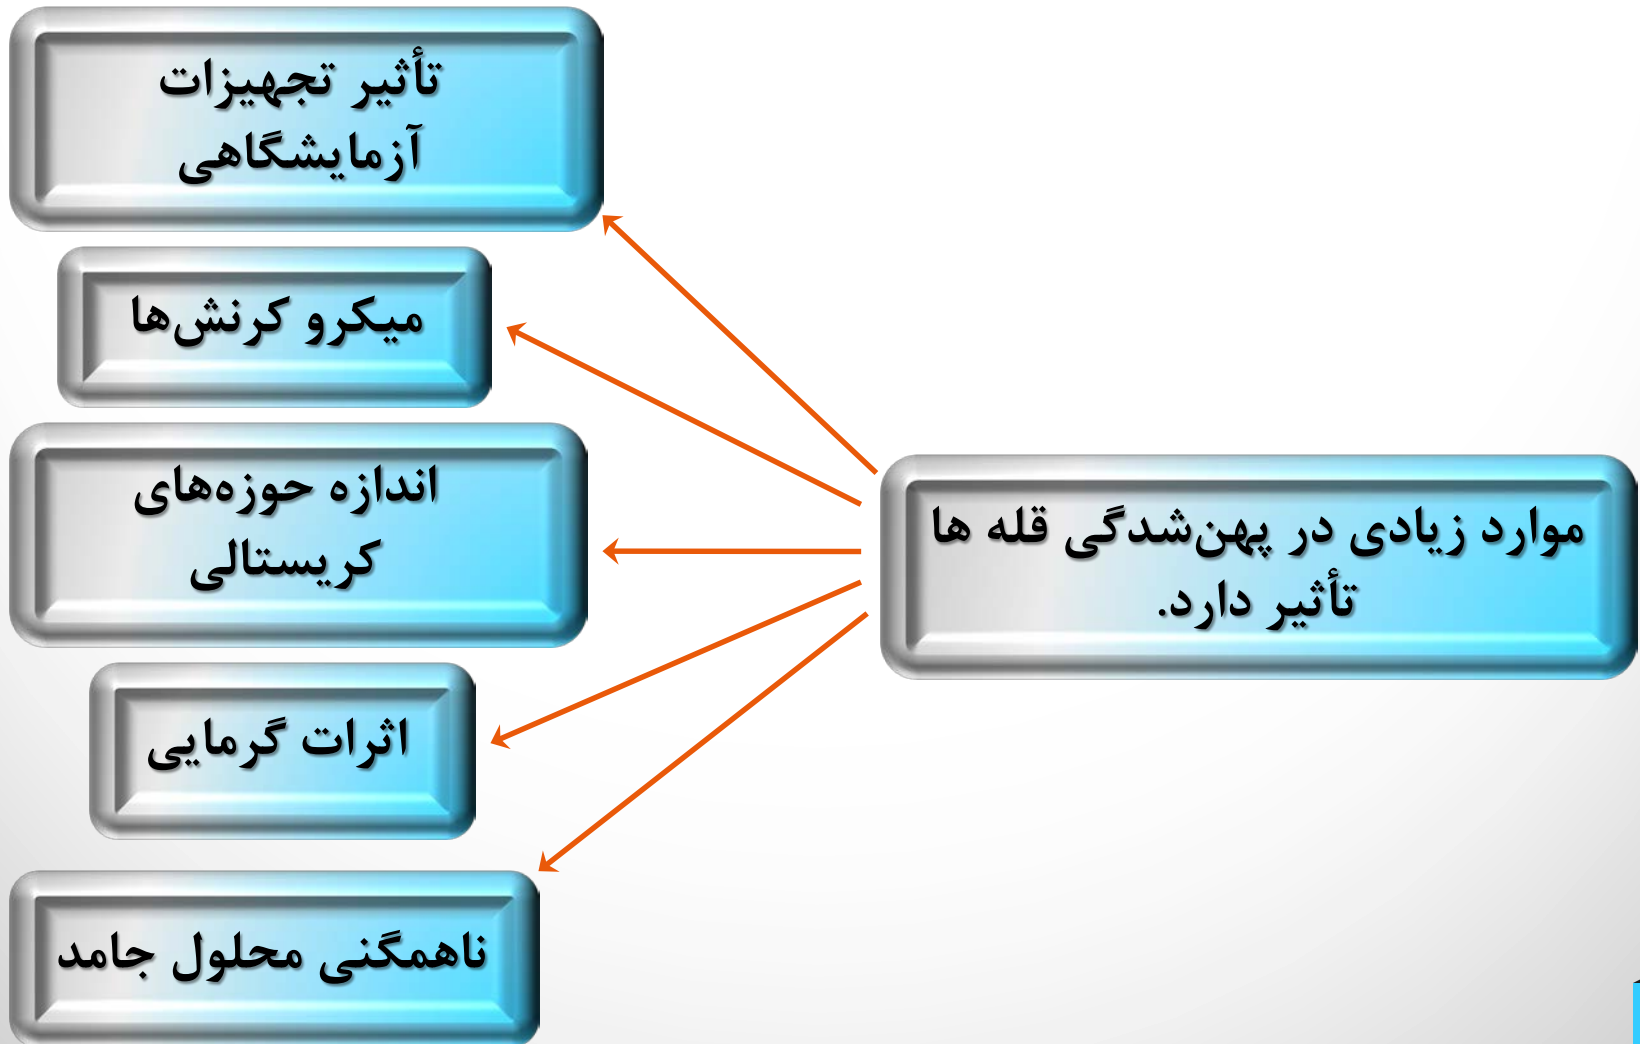 موارد زیادی در پهن‌شدگی قله ها
تأثیر دارد.
تأثیر تجهیزات
آزمایشگاهی
میکرو کرنش‌ها
اندازه حوزه‌های
کریستالی
اثرات گرمایی
ناهمگنی محلول جامد